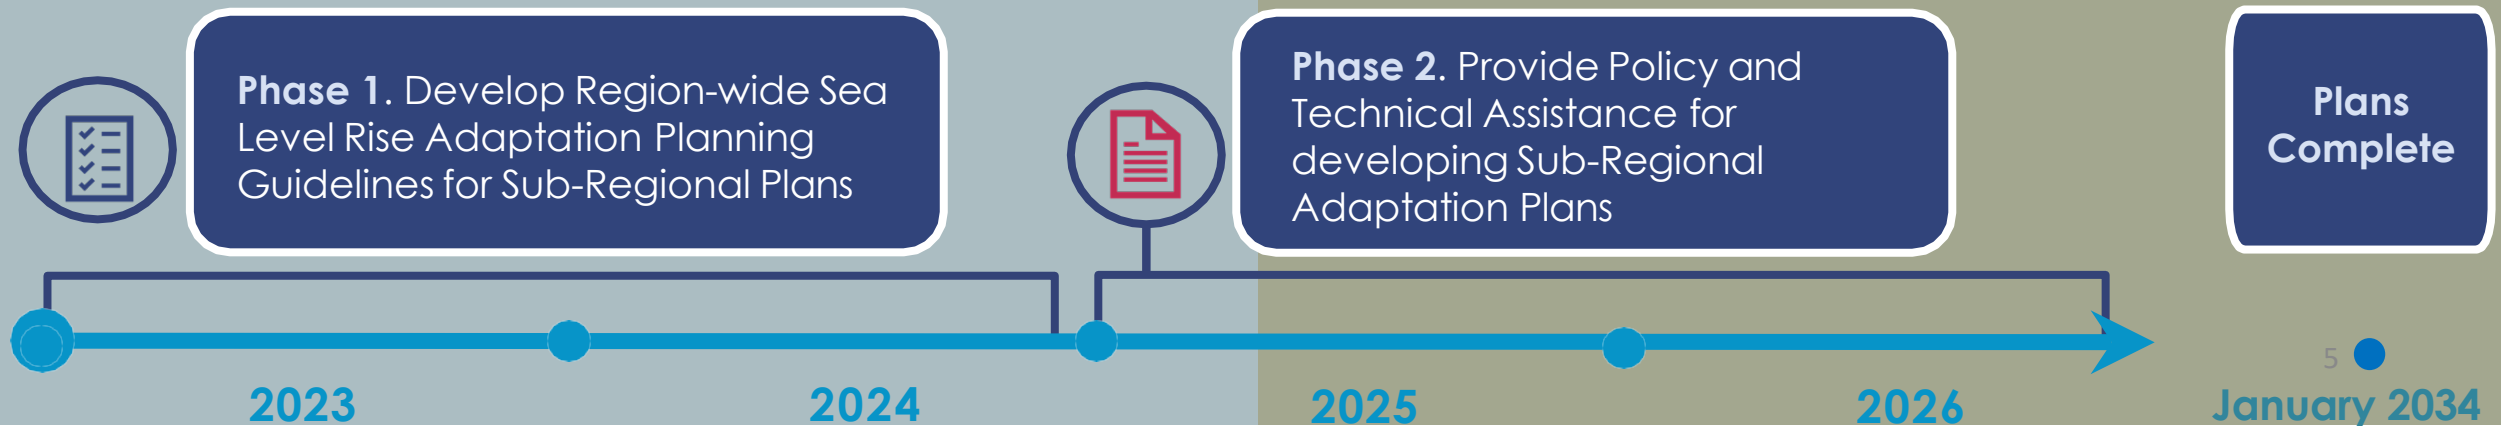 Phase 1. Develop Region-wide Sea
Level Rise Adaptation Planning
Guidelines for Sub-Regional Plans
Phase 2. Provide Policy and
Technical Assistance for
developing Sub-Regional
Adaptation Plans
Plans
Complete
5
2023
2024
2025
2026
January 2034